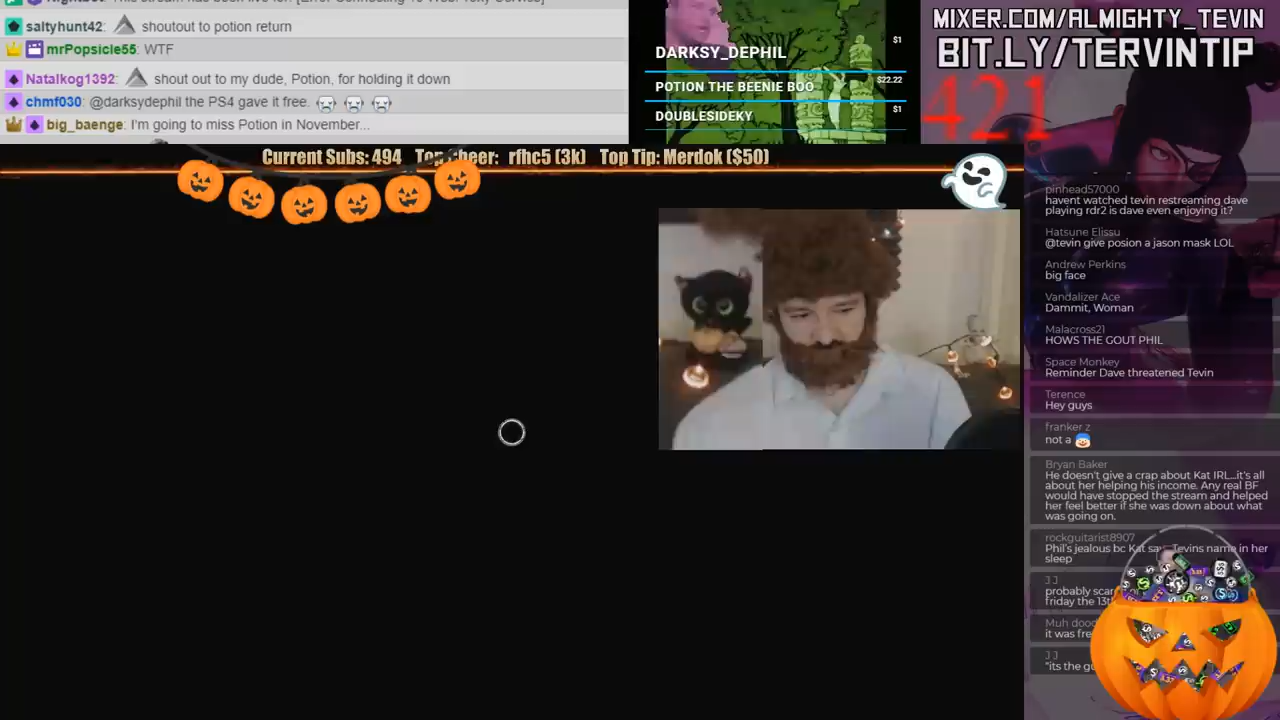 saltyhunt42: shoutout to potion return
mrPopsicle55: WTF
Natalkog1392: shout out to my dude, Potion, for holding it down
chmf030: @darksydephil the PS4 gave it free.
big_baenge: I'm going to miss Potion in November...
DARKSY_DEPHIL
$1
POTION THE BEENIE BOO
$22.22
DOUBLESIDEKY
$1
MIXER.COM/ALMIGHTY_TEVIN
BIT.LY/TERVINTIP
421
Current Subs: 494 Top Cheer: rfhc5 (3k) Top Tip: Merdok ($50)
pinhead57000
havent watched tevin restreaming dave
playing rdr2 is dave even enjoying it?
Hatsune Elissu
@tevin give posion a jason mask LOL
Andrew Perkins
big face
Vandalizer Ace
Dammit, Woman
Malacross21
HOWS THE GOUT PHIL
Space Monkey
Reminder Dave threatened Tevin
Terence
Hey guys
franker z
not a
Bryan Baker
He doesn't give a crap about Kat IRL...it's all
about her helping his income. Any real BF
would have stopped the stream and helped
her feel better if she was down about what
was going on.
rockguitarist8907
Phil's jealous bc Kat say Tevins name in her
sleep
J J
probably
friday the
Muh
it was
J J
"its the